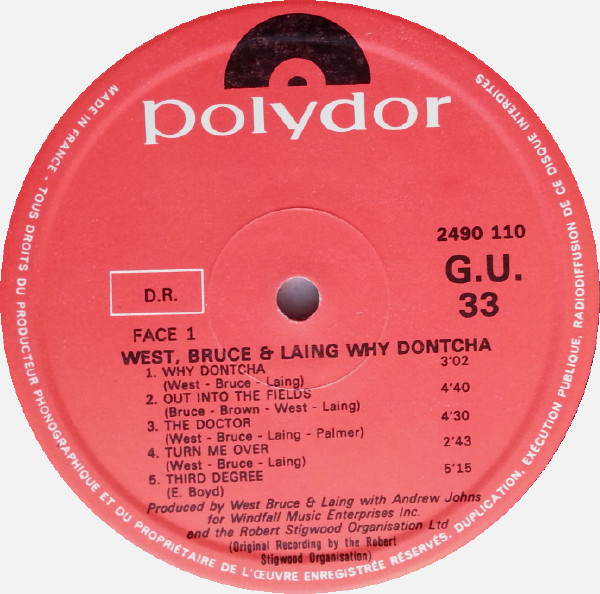 polydor
MADE IN FRANCE - TOUS DROITS DU PRODUCTEUR PHONOGRAPHIQUE ET DU PROPRIÉTAIRE DE L'ŒUVRE ENREGISTRÉE RÉSERVÉS. DUPLICATION, EXÉCUTION PUBLIQUE, RADIODIFFUSION DE CE DISQUE INTERDITES
2490 110
G.U.
33
D.R.
FACE 1
WEST, BRUCE & LAING WHY DONTCHA
1. WHY DONTCHA 3'02
(West - Bruce - Laing)
2. OUT INTO THE FIELDS 4'40
(Bruce - Brown - West - Laing)
3. THE DOCTOR 4'30
(West - Bruce - Laing - Palmer)
4. TURN ME OVER 2'43
(West - Bruce - Laing)
5. THIRD DEGREE 5'15
(E. Boyd)
Produced by West Bruce & Laing with Andrew Johns
for Windfall Music Enterprises Inc.
and the Robert Stigwood Organisation Ltd
(Original Recording by the Robert
Stigwood Organisation)